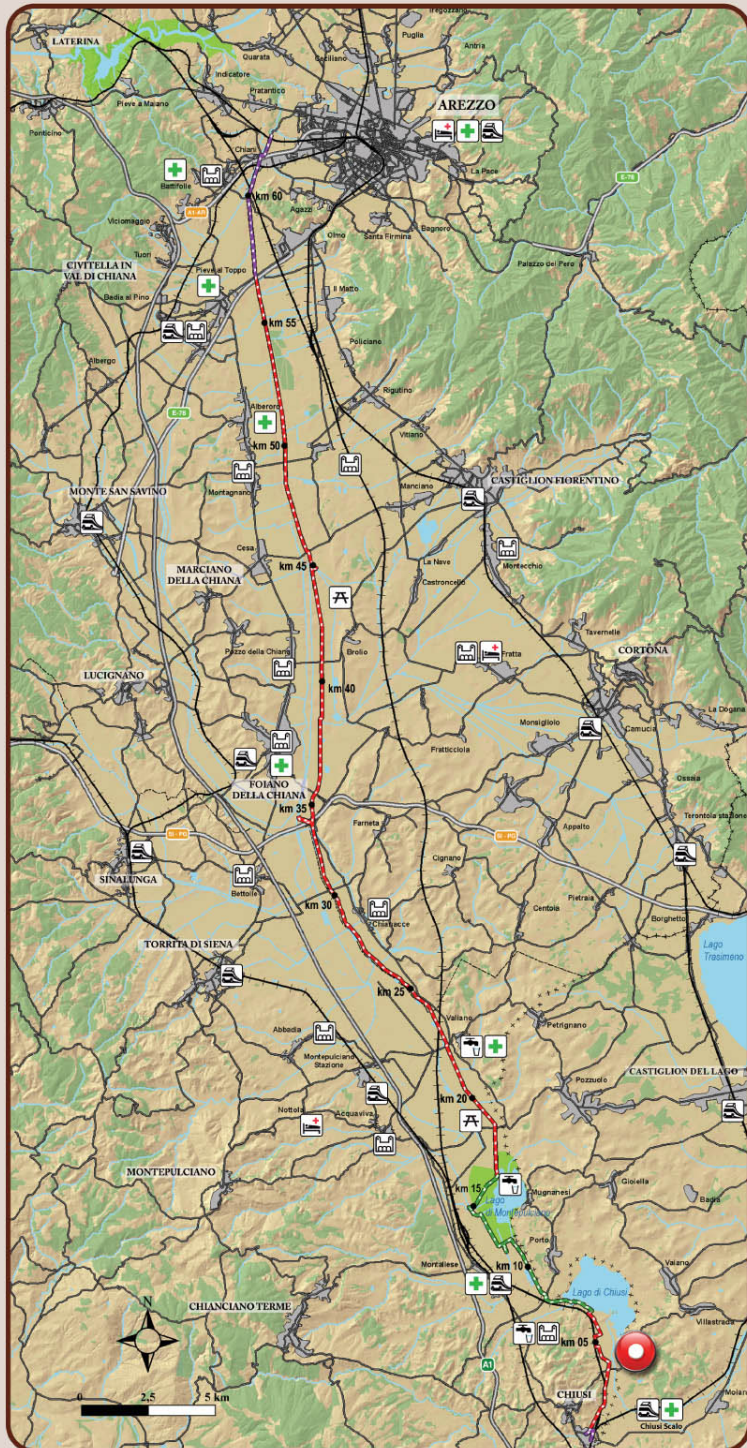 Tregozzano
Puglia
Antria
LATERINA
Quarata
Ceciliano
Indicatore
Pratantico
Pieve a Maiano
Ponticino
AREZZO
Chiani
La Pace
Battifolle
km 60
E-78
A1-AR
Viciomaggio
Agazzi
Olmo
Santa Firmina
Bagnoro
Tuori
Palazzo del Pero
CIVITELLA IN
VAL DI CHIANA
Pieve al Toppo
Badia al Pino
Il Matto
km 55
Policiano
Albergo
Rigutino
E-78
Alberoro
Vitiano
km 50
MONTE SAN SAVINO
Montagnano
Manciano
CASTIGLION FIORENTINO
Cesa
km 45
La Nave
Montecchio
MARCIANO
DELLA CHIANA
Castroncello
Tavernelle
Pozzo della Chiana
Brolio
Fratta
CORTONA
LUCIGNANO
km 40
La Dogana
Monsigliolo
Camucia
Fratticciola
Ossaia
FOIANO
DELLA CHIANA
km 35
Farneta
Appalto
Terontola stazione
SI - PG
SI - PG
Cignano
SINALUNGA
Bettolle
km 30
Centoia
Pietraia
Chianacce
Borghetto
TORRITA DI SIENA
Lago
Trasimeno
km 25
Valiano
Petrignano
Abbadia
Montepulciano
Stazione
CASTIGLION DEL LAGO
Pozzuolo
km 20
Nottola
Acquaviva
MONTEPULCIANO
km 15
Lago
di Montepulciano
Mugnanesi
Gioiella
Badia
Porto
Montallese
km 10
Vaiano
Lago di Chiusi
CHIANCIANO TERME
Villastrada
N
km 05
A1
0 2,5 5 km
CHIUSI
Chiusi Scalo